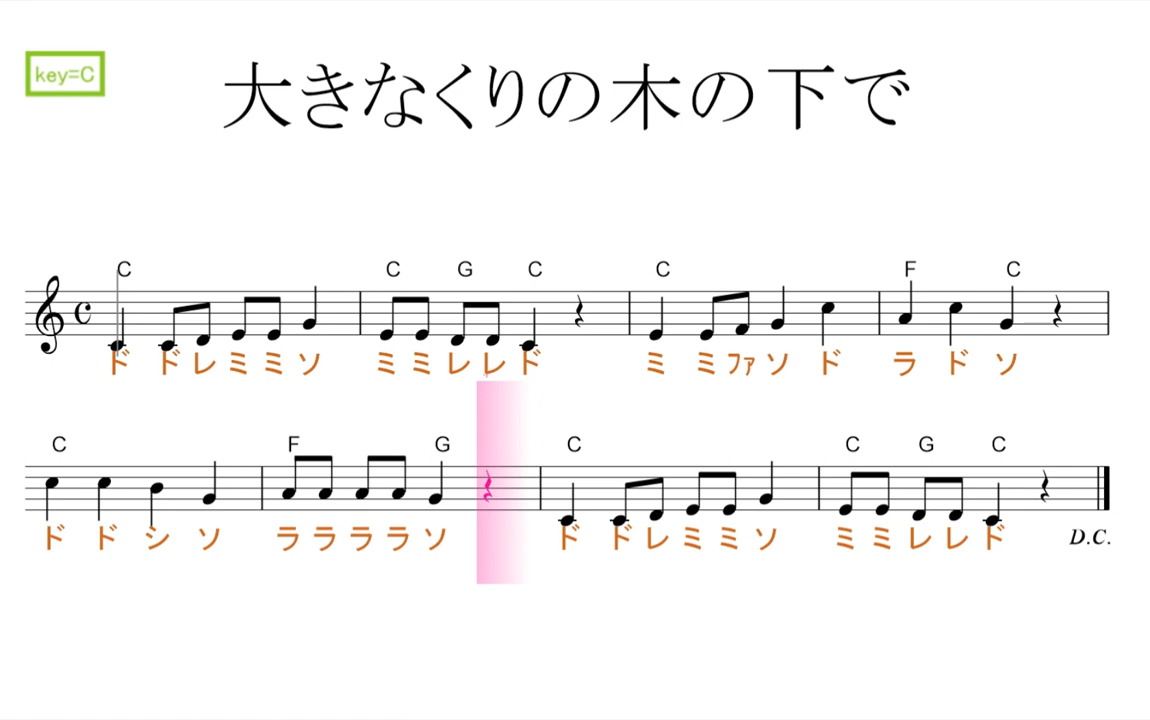 key=C
大きなくりの木の下で
C C G C C F C
ド ド レ ミ ミ ソ ミ ミ レ レ ド ミ ミ ファ ソ ド ラ ド ソ
C F G C C G C
ド ド シ ソ ラ ラ ラ ラ ソ ド ド レ ミ ミ ソ ミ ミ レ レ ド D.C.